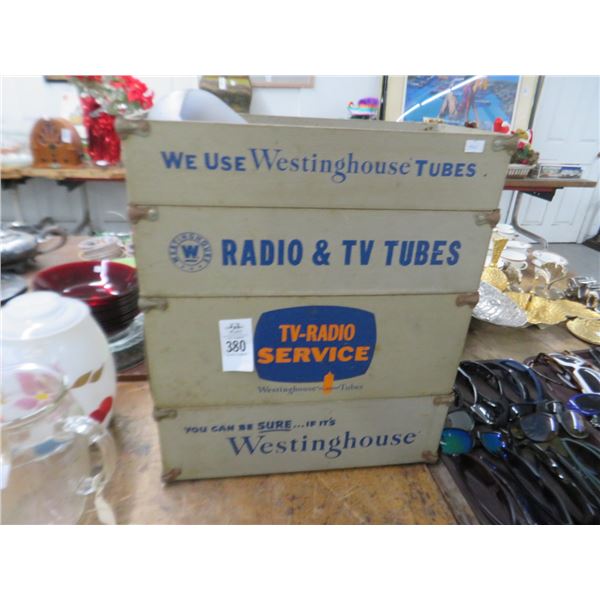 WE USE Westinghouse TUBES
WESTINGHOUSE
W
RADIO & TV TUBES
TV-RADIO
SERVICE
380
Westinghouse Tubes
YOU CAN BE SURE...IF IT'S
Westinghouse